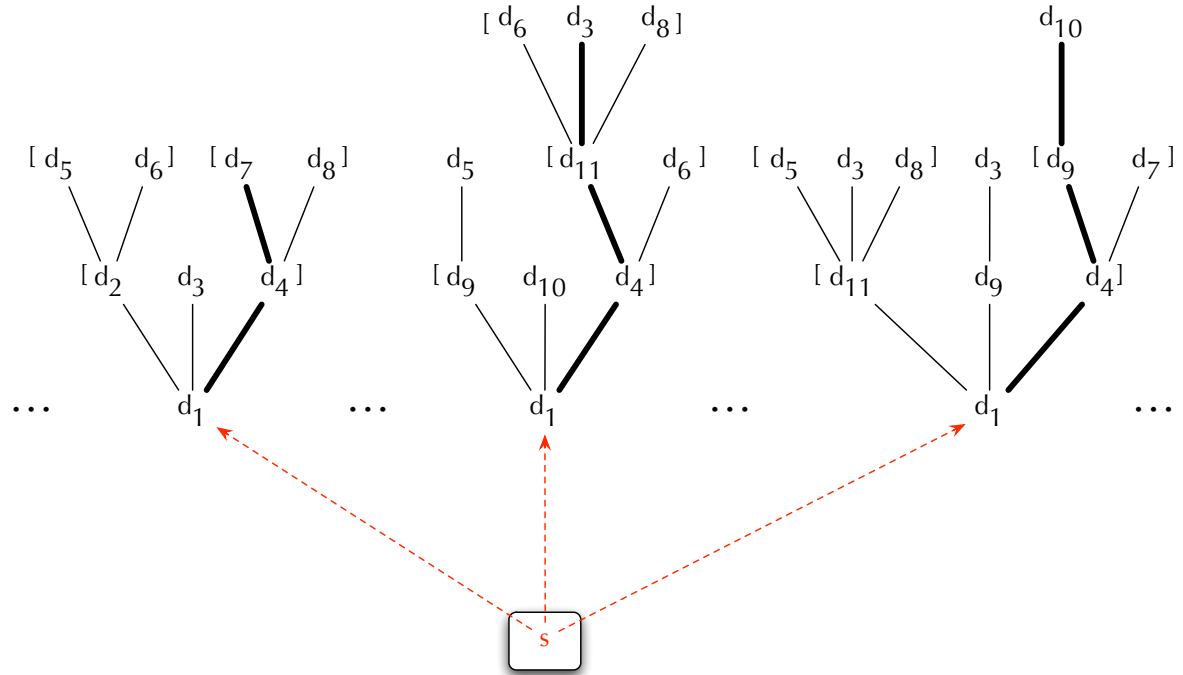 [ d6 d3 d8 ] d10
[ d5 d6 ] [ d7 d8 ] d5 [ d11 d6 ] [ d5 d3 d8 ] d3 [ d9 d7 ]
[ d2 d3 d4 ] [ d9 d10 d4 ] [ d11 d9 d4 ]
... d1 ... d1 ... d1 ...
s